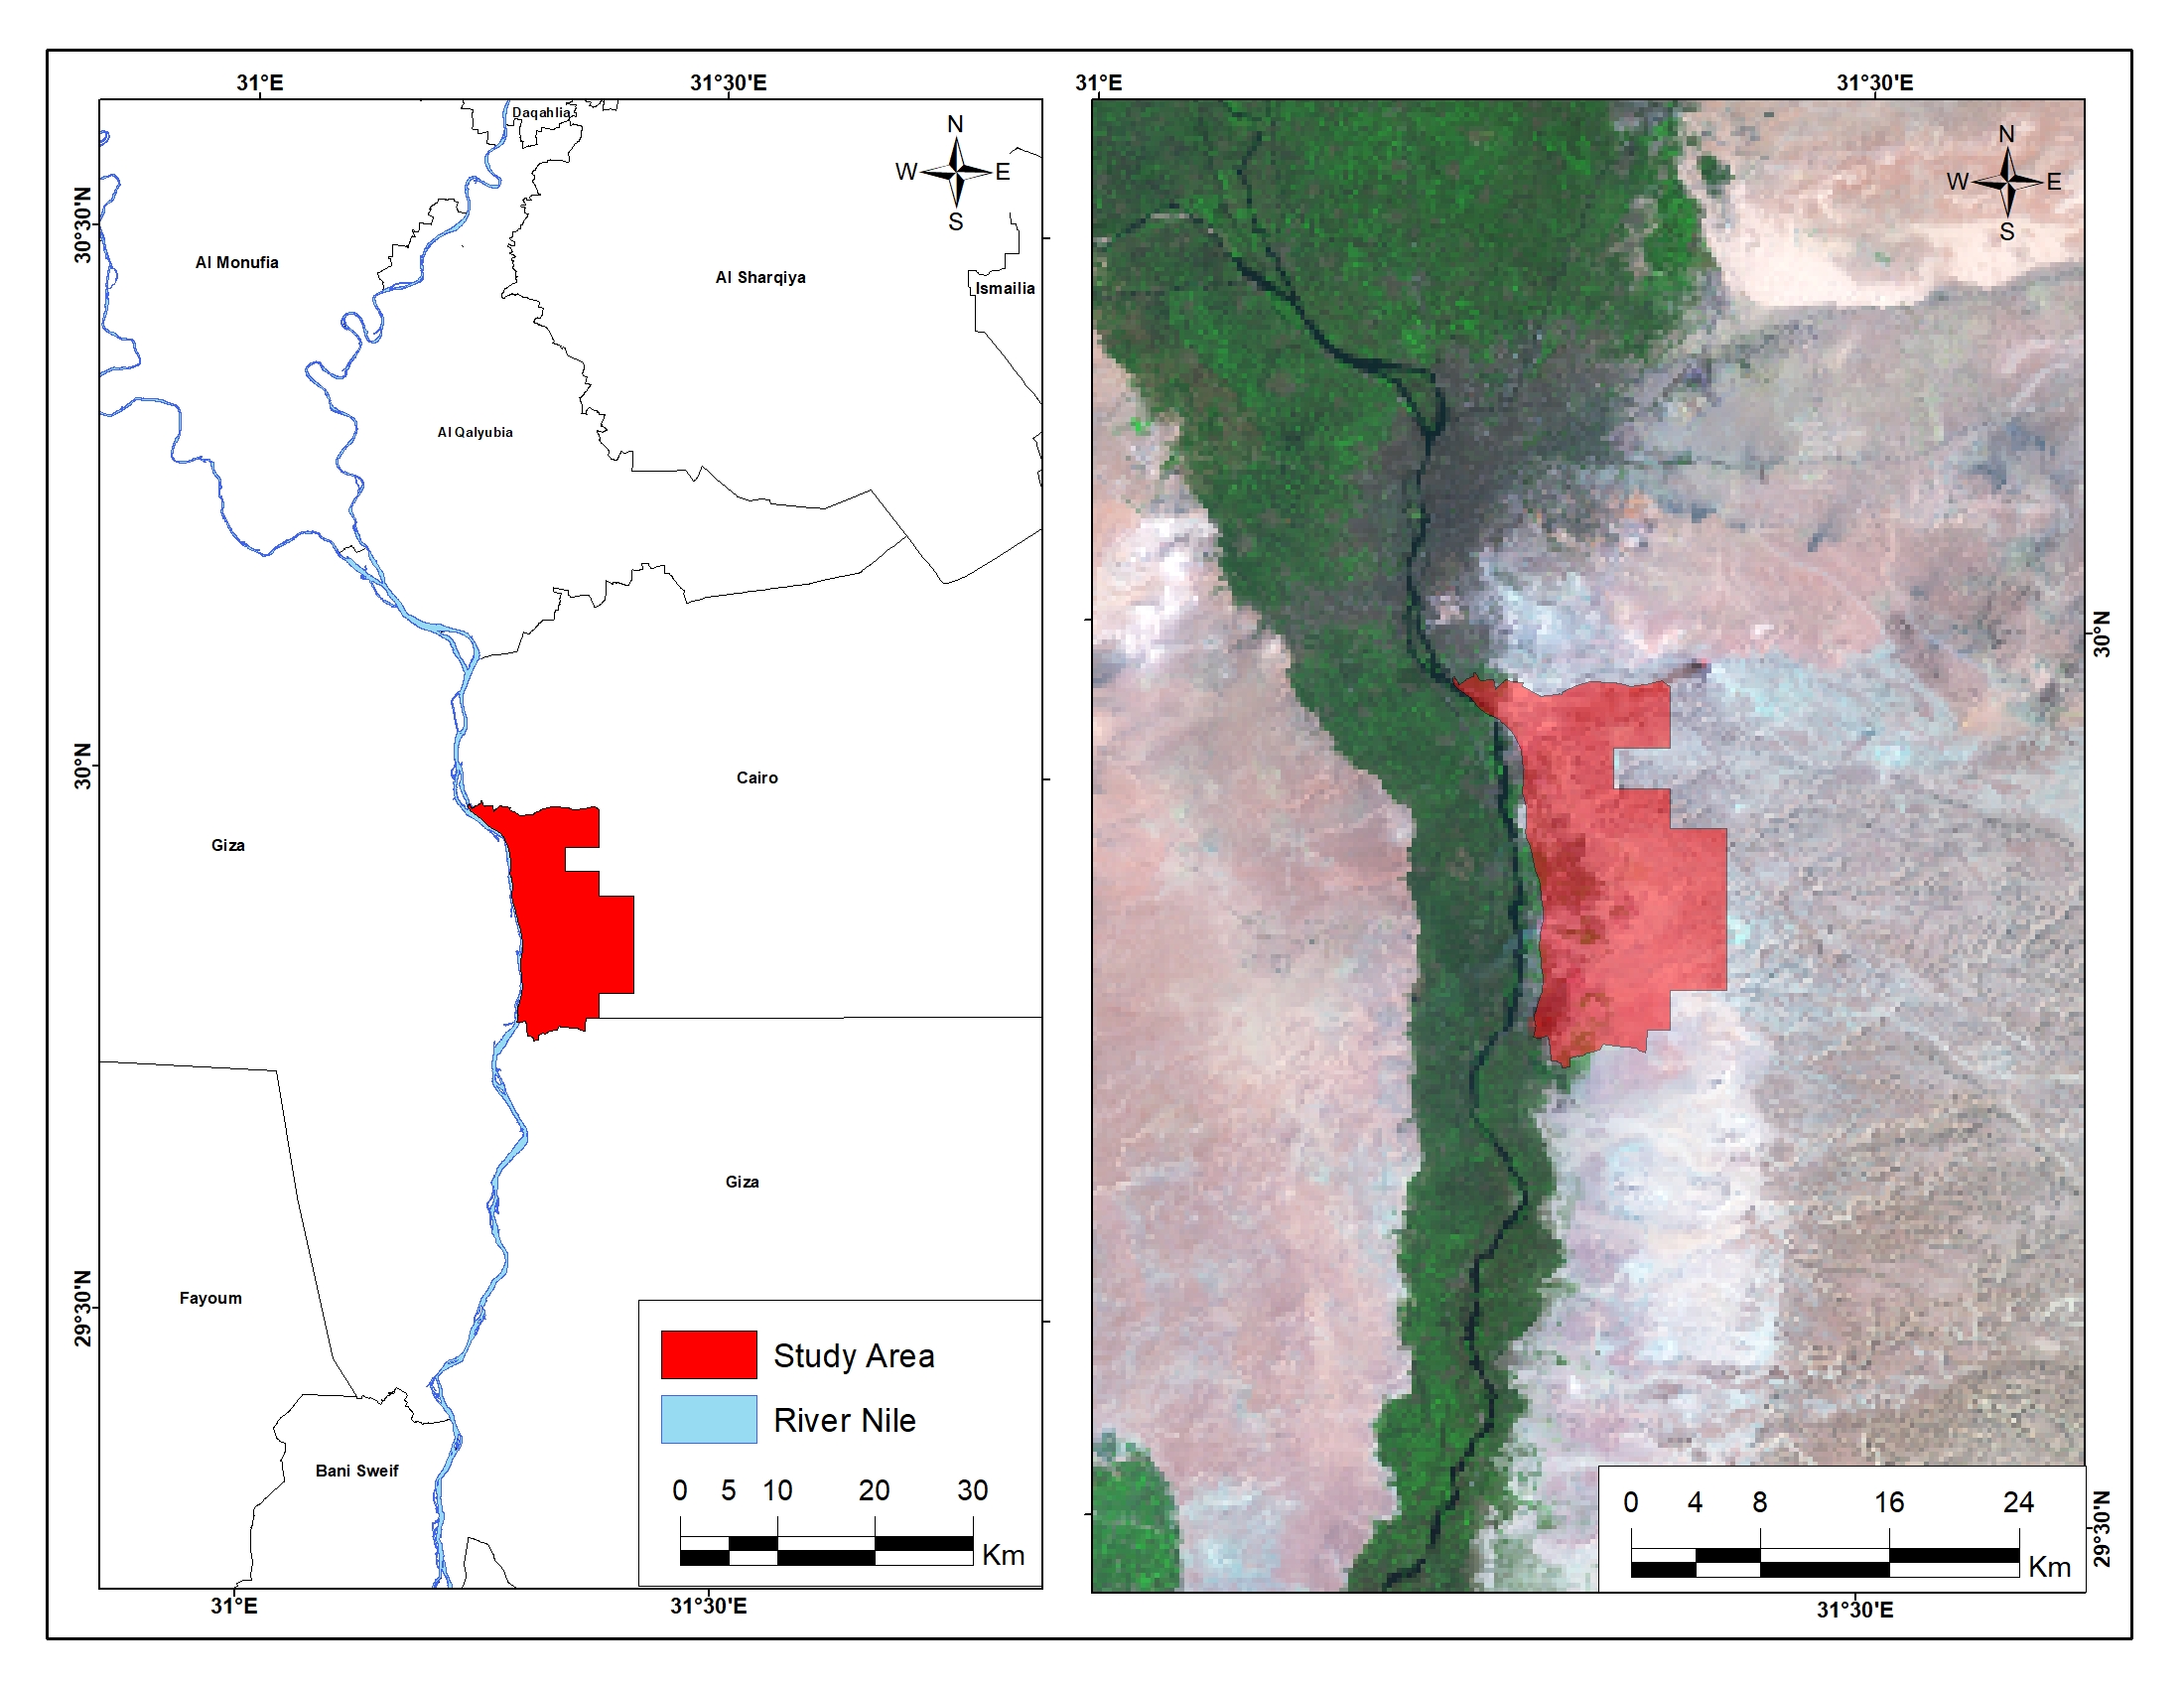 31°E 31°30'E
Daqahlia
N
W E
S
30°30'N
Al Monufia
Al Sharqiya
Ismailia
Al Qalyubia
30°N
Cairo
Giza
Giza
29°30'N
Fayoum
Bani Sweif
Study Area
River Nile
0 5 10 20 30
Km
31°E 31°30'E
31°E 31°30'E
N
W E
S
30°N
29°30'N
0 4 8 16 24
Km
31°30'E